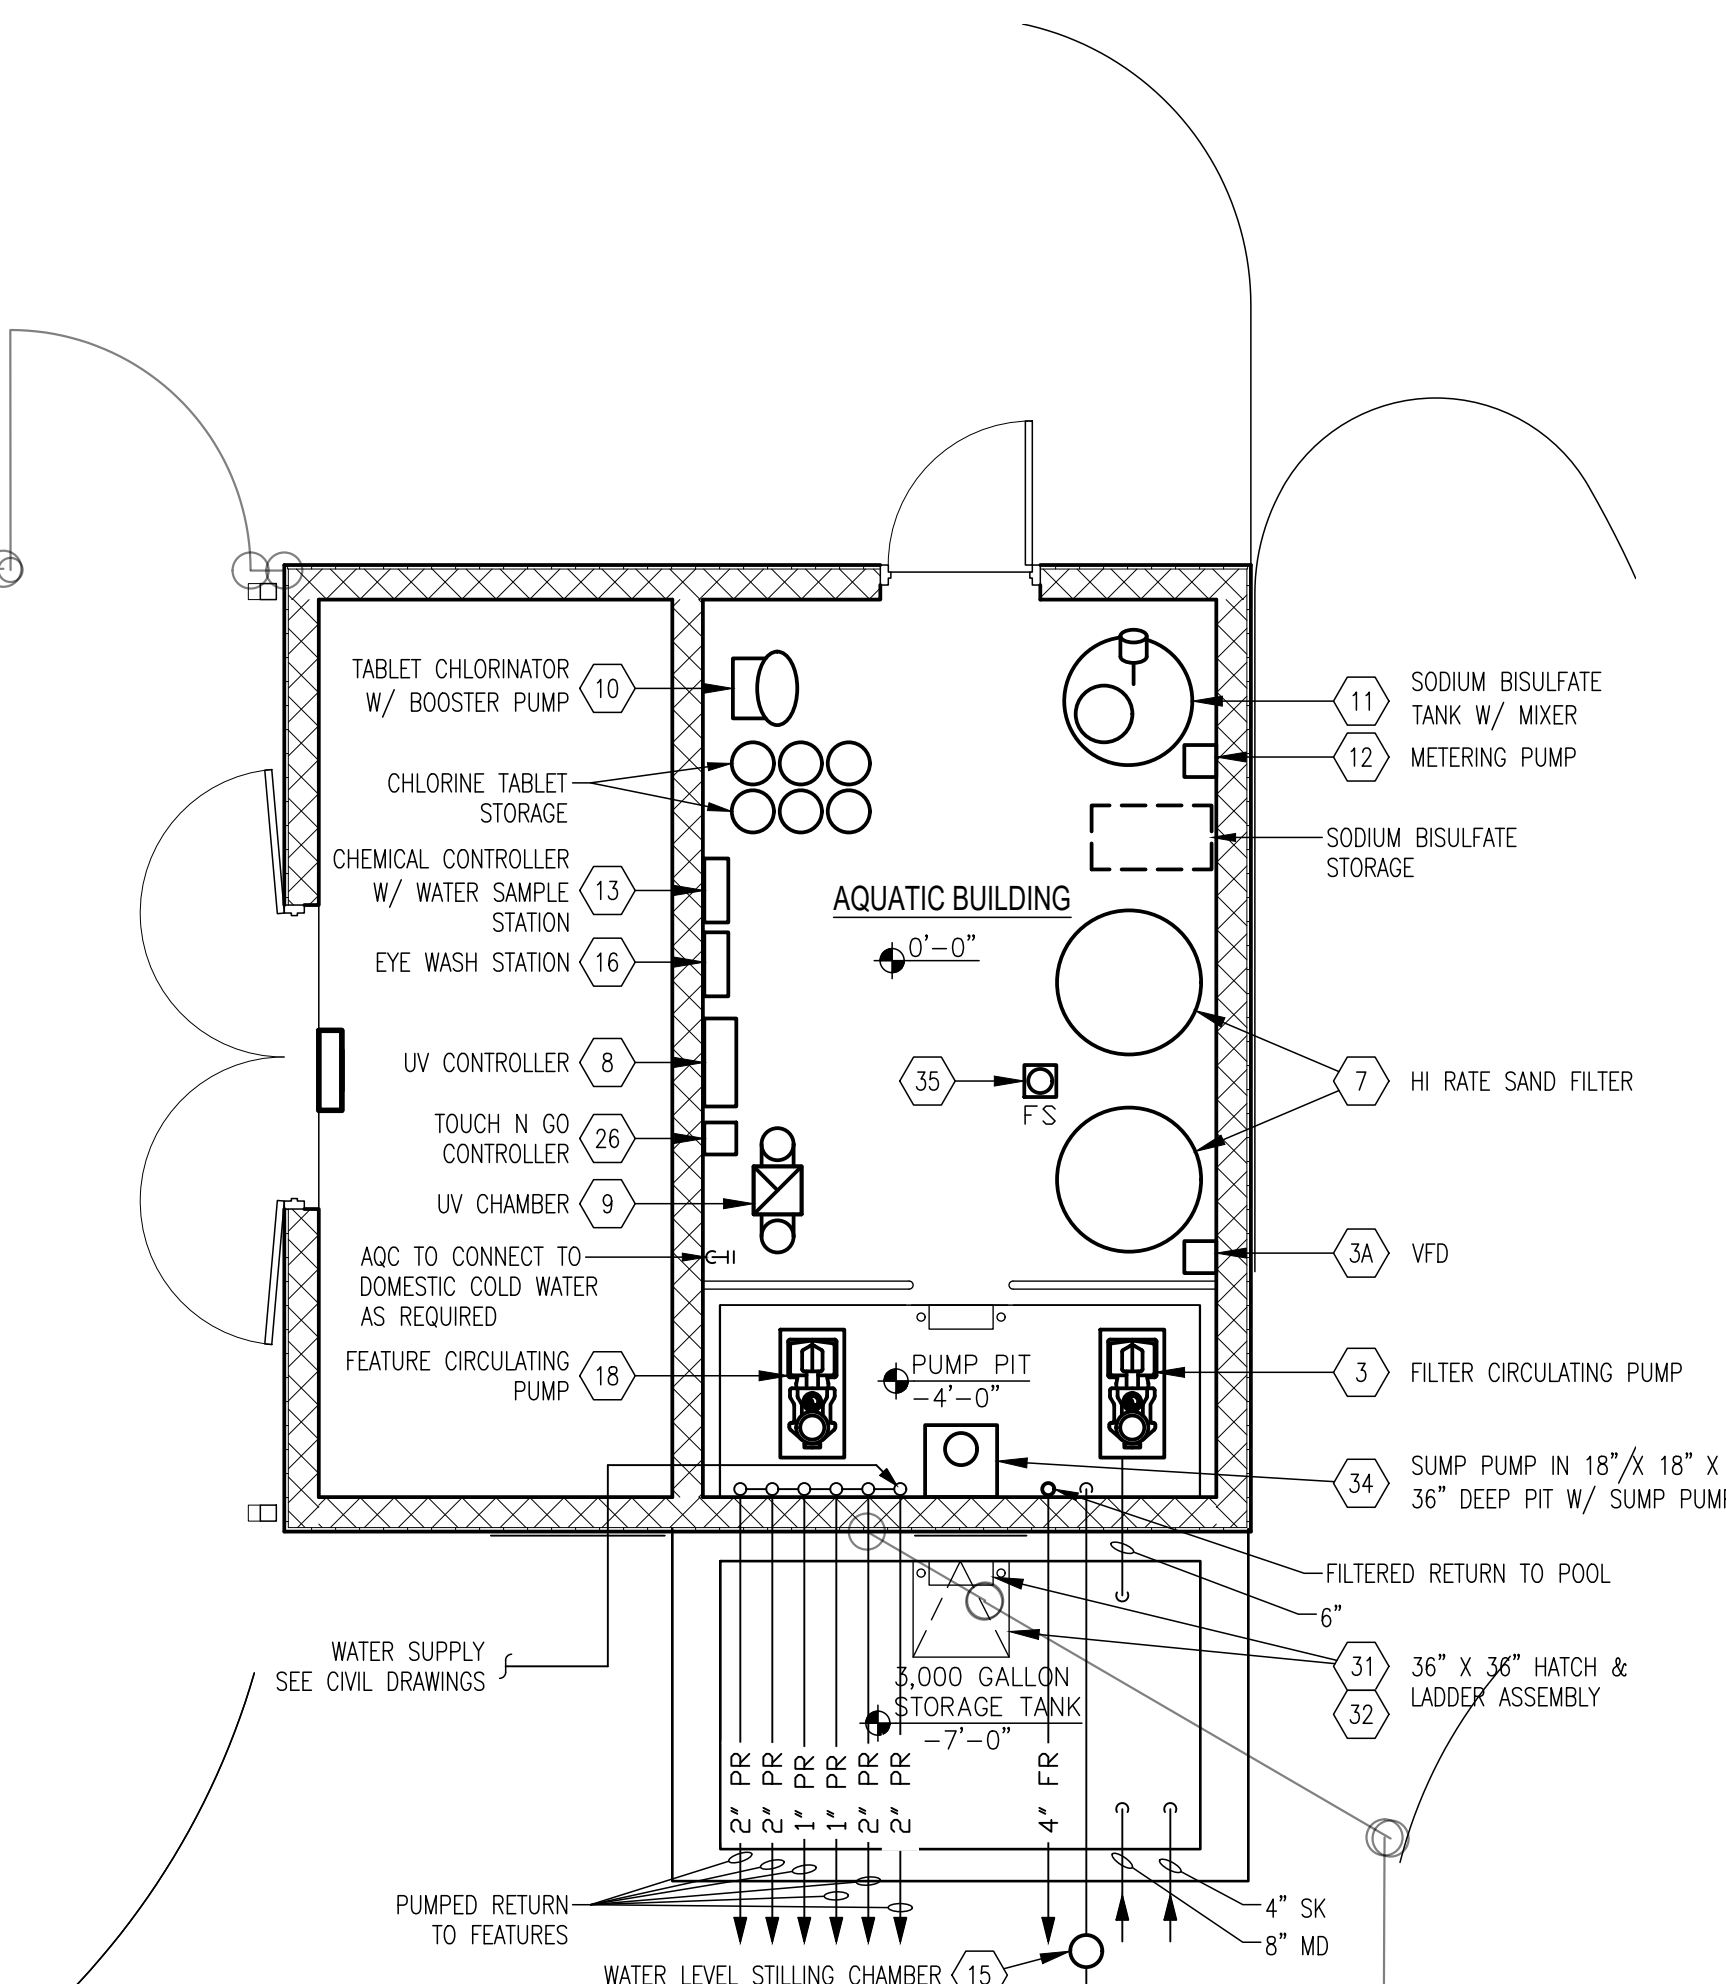 TABLET CHLORINATOR
W/ BOOSTER PUMP
10
11
SODIUM BISULFATE
TANK W/ MIXER
12
METERING PUMP
CHLORINE TABLET
STORAGE
SODIUM BISULFATE
STORAGE
CHEMICAL CONTROLLER
W/ WATER SAMPLE
STATION
13
AQUATIC BUILDING
0'-0"
EYE WASH STATION
16
UV CONTROLLER
8
35
FS
7
HI RATE SAND FILTER
TOUCH N GO
CONTROLLER
26
UV CHAMBER
9
AQC TO CONNECT TO
DOMESTIC COLD WATER
AS REQUIRED
3A
VFD
FEATURE CIRCULATING
PUMP
18
PUMP PIT
-4'-0"
3
FILTER CIRCULATING PUMP
34
SUMP PUMP IN 18"/X 18" X
36" DEEP PIT W/ SUMP PUMP
FILTERED RETURN TO POOL
6"
WATER SUPPLY
SEE CIVIL DRAWINGS
31
32
36" X 36" HATCH &
LADDER ASSEMBLY
3,000 GALLON
STORAGE TANK
-7'-0"
2" PR
2" PR
1" PR
1" PR
2" PR
2" PR
4" FR
PUMPED RETURN
TO FEATURES
4" SK
8" MD
WATER LEVEL STILLING CHAMBER
15